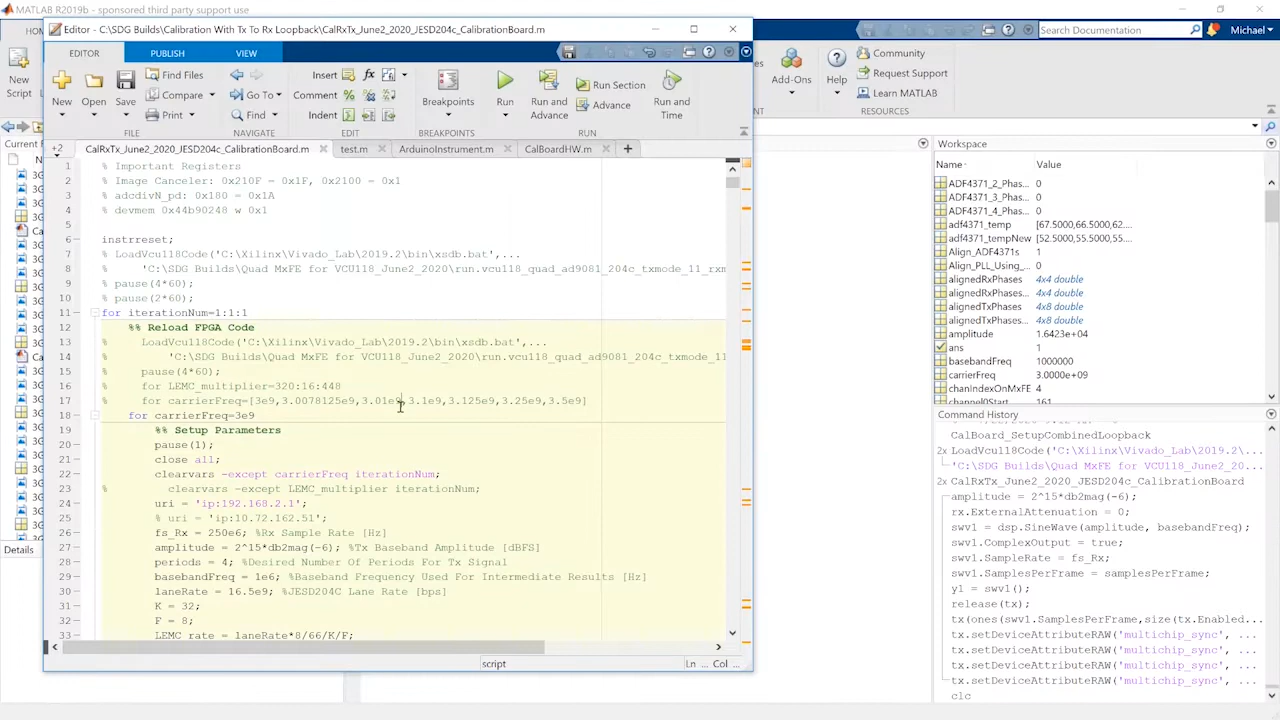 MATLAB R2019b - sponsored third party support use
Editor - C:\SDG Builds\Calibration With Tx To Rx Loopback\CalRxTx_June2_2020_JESD204c_CalibrationBoard.m
EDITOR
PUBLISH
VIEW
Search Documentation
Michael
New
Script
New
Open
Save
Find Files
Compare
Print
FILE
Go To
Find
NAVIGATE
Insert
Comment
Indent
EDIT
Breakpoints
BREAKPOINTS
Run
Run and
Advance
Run Section
Advance
Run and
Time
RUN
Add-Ons
Help
Community
Request Support
Learn MATLAB
RESOURCES
+2
CalRxTx_June2_2020_JESD204c_CalibrationBoard.m
test.m
ArduinoInstrument.m
CalBoardHW.m
1 % Important Registers
2 % Image Canceler: 0x210F = 0x1F, 0x2100 = 0x1
3 % adcdivN_pd: 0x180 = 0x1A
4 % devmem 0x44b90248 w 0x1
5
6 instrreset;
7 % LoadVcu118Code('C:\Xilinx\Vivado_Lab\2019.2\bin\xsdb.bat',...
8 % 'C:\SDG Builds\Quad MxFE for VCU118_June2_2020\run.vcu118_quad_ad9081_204c_txmode_11_rxm
9 % pause(4*60);
10 % pause(2*60);
11 for iterationNum=1:1:1
12 %% Reload FPGA Code
13 % LoadVcu118Code('C:\Xilinx\Vivado_Lab\2019.2\bin\xsdb.bat',...
14 % 'C:\SDG Builds\Quad MxFE for VCU118_June2_2020\run.vcu118_quad_ad9081_204c_txmode_11
15 % pause(4*60);
16 % for LEMC_multiplier=320:16:448
17 % for carrierFreq=[3e9,3.0078125e9,3.01e9,3.1e9,3.125e9,3.25e9,3.5e9]
18 for carrierFreq=3e9
19 %% Setup Parameters
20 pause(1);
21 close all;
22 clearvars -except carrierFreq iterationNum;
23 % clearvars -except LEMC_multiplier iterationNum;
24 uri = 'ip:192.168.2.1';
25 % uri = 'ip:10.72.162.51';
26 fs_Rx = 250e6; %Rx Sample Rate [Hz]
27 amplitude = 2^15*db2mag(-6); %Tx Baseband Amplitude [dBFS]
28 periods = 4; %Desired Number Of Periods For Tx Signal
29 basebandFreq = 1e6; %Baseband Frequency Used For Intermediate Results [Hz]
30 laneRate = 16.5e9; %JESD204C Lane Rate [bps]
31 K = 32;
32 F = 8;
33 LEMC_rate = laneRate*8/66/K/F;
script
Ln ... Col ...
Details
Workspace
Name Value
ADF4371_2_Phas... 0
ADF4371_3_Phas... 0
ADF4371_4_Phas... 0
adf4371_temp [67.5000,66.5000,62...
adf4371_tempNew [52.5000,55.5000,55...
Align_ADF4371s 1
Align_PLL_Using_... 0
alignedRxPhases 4x4 double
alignedRxPhases... 4x4 double
alignedTxPhases 4x8 double
alignedTxPhases... 4x8 double
amplitude 1.6423e+04
ans 1
basebandFreq 1000000
carrierFreq 3.0000e+09
chanIndexOnMxFE 4
channel0Start 161
Command History
CalBoard_SetupCombinedLoopback
2x LoadVcu118Code('C:\Xilinx\Vivado_Lab\2019.2\...
'C:\SDG Builds\Quad MxFE for VCU118_June2_20...
2x CalRxTx_June2_2020_JESD204c_CalibrationBoard
amplitude = 2^15*db2mag(-6);
rx.ExternalAttenuation = 0;
swv1 = dsp.SineWave(amplitude, basebandFreq);
swv1.ComplexOutput = true;
swv1.SampleRate = fs_Rx;
swv1.SamplesPerFrame = samplesPerFrame;
y1 = swv1();
release(tx);
tx(ones(swv1.SamplesPerFrame,size(tx.Enabled...
tx.setDeviceAttributeRAW('multichip_sync', ...
tx.setDeviceAttributeRAW('multichip_sync', ...
tx.setDeviceAttributeRAW('multichip_sync', ...
tx.setDeviceAttributeRAW('multichip_sync', ...
clc